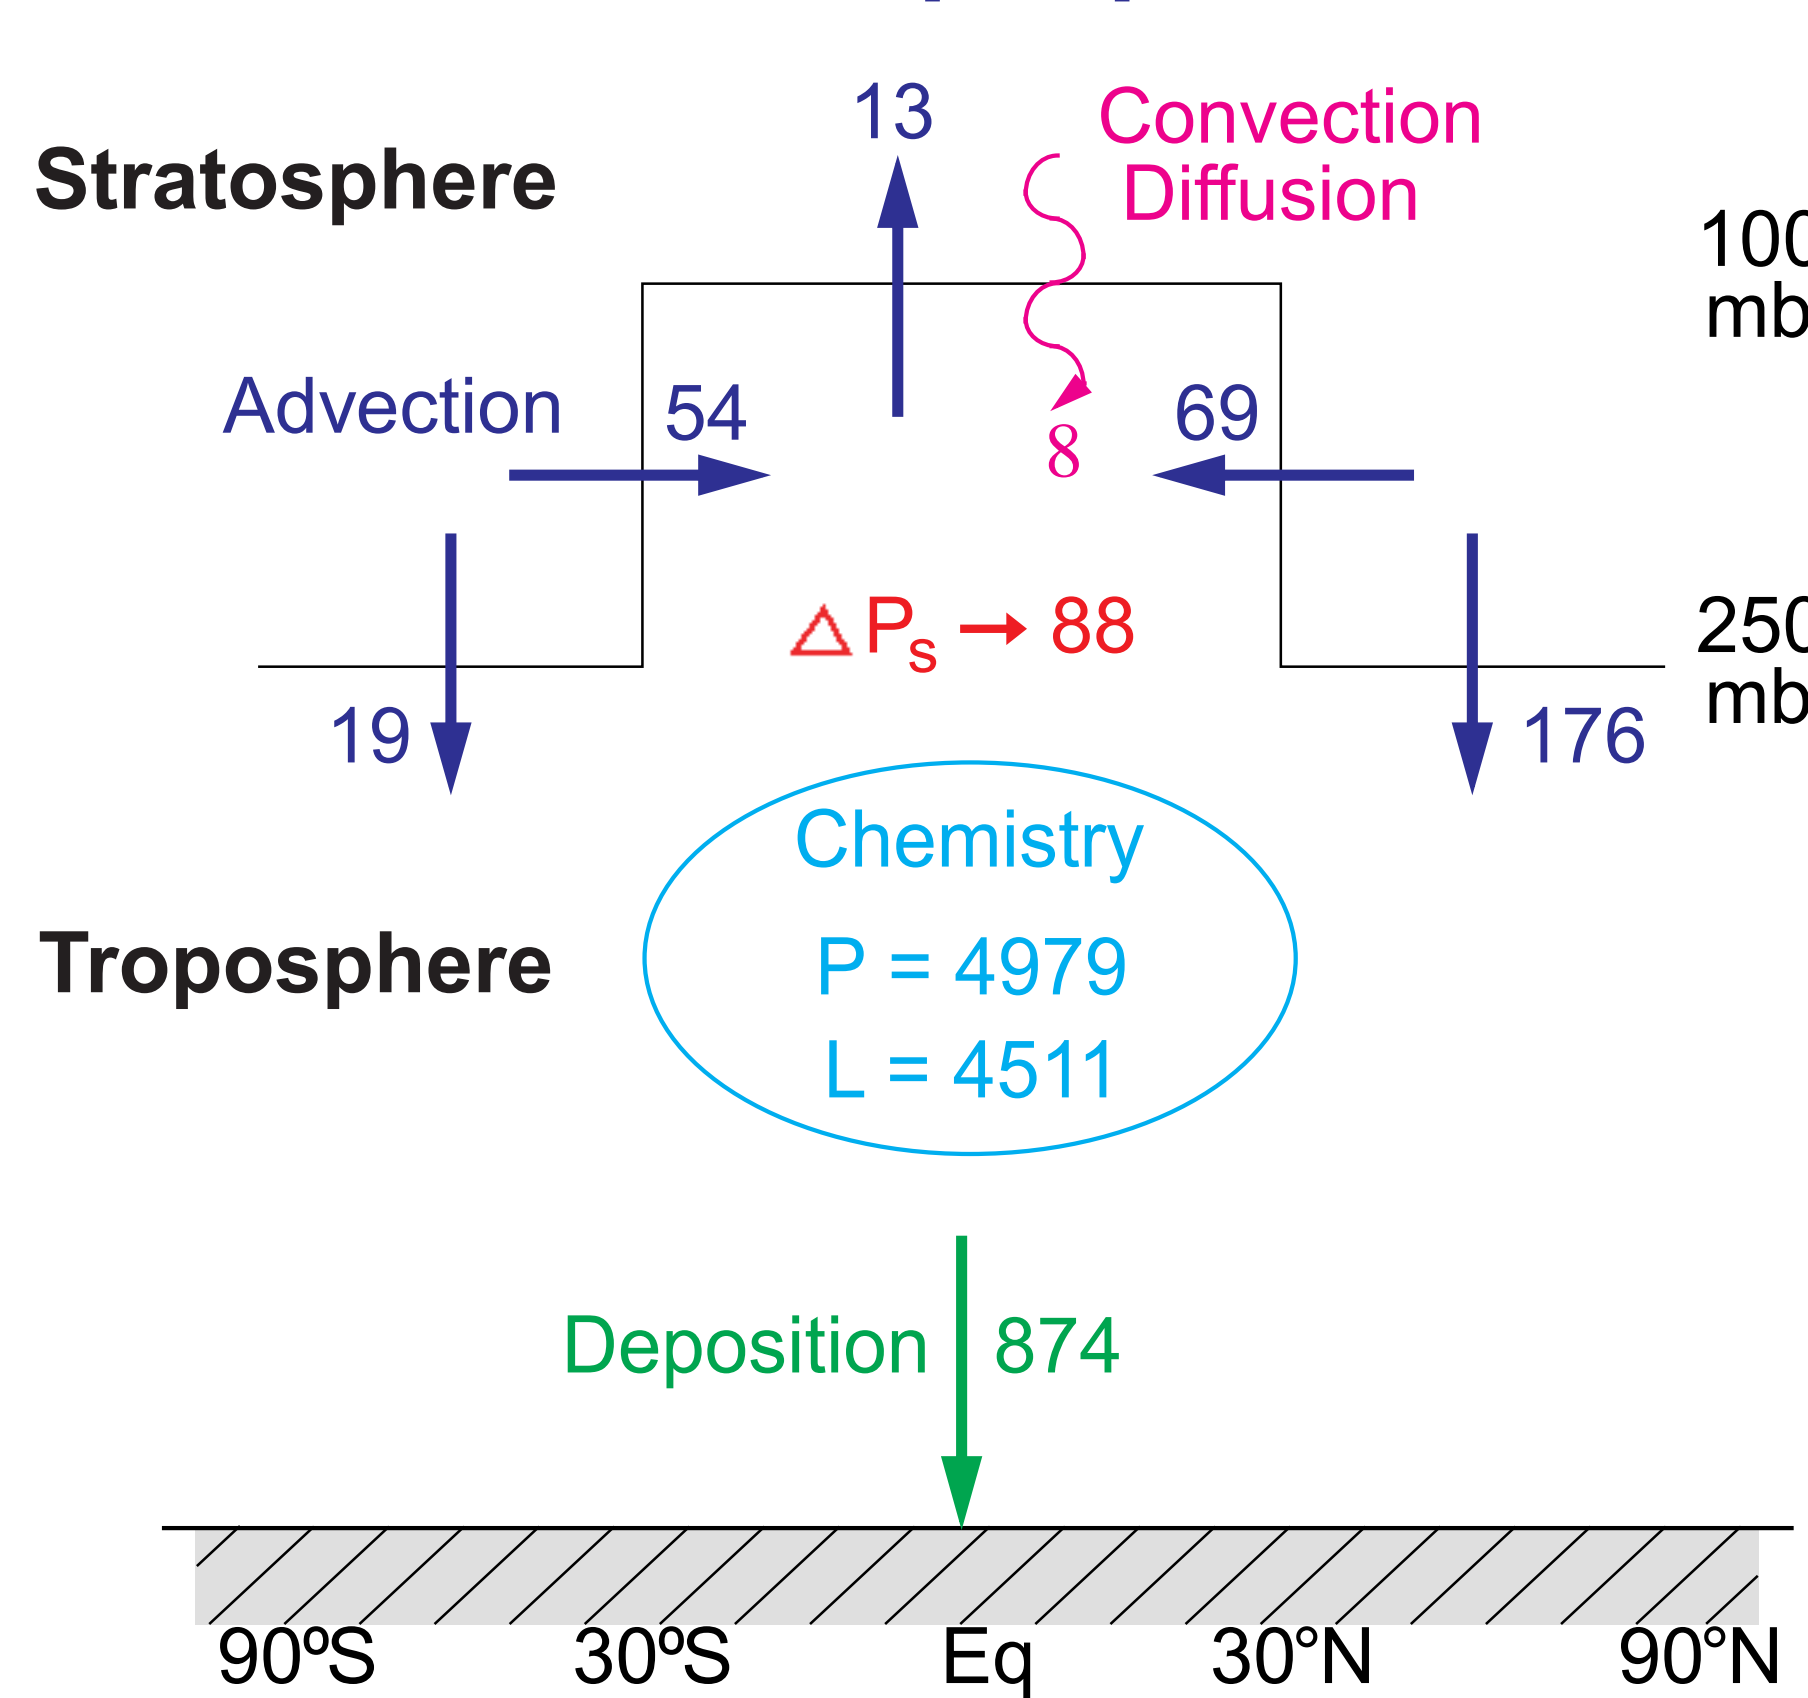 13
Convection
Diffusion
Stratosphere
100
mb
Advection
54
69
8
△ Ps → 88
250
mb
19
176
Chemistry
P = 4979
L = 4511
Troposphere
Deposition
874
90ºS 30ºS Eq 30°N 90°N